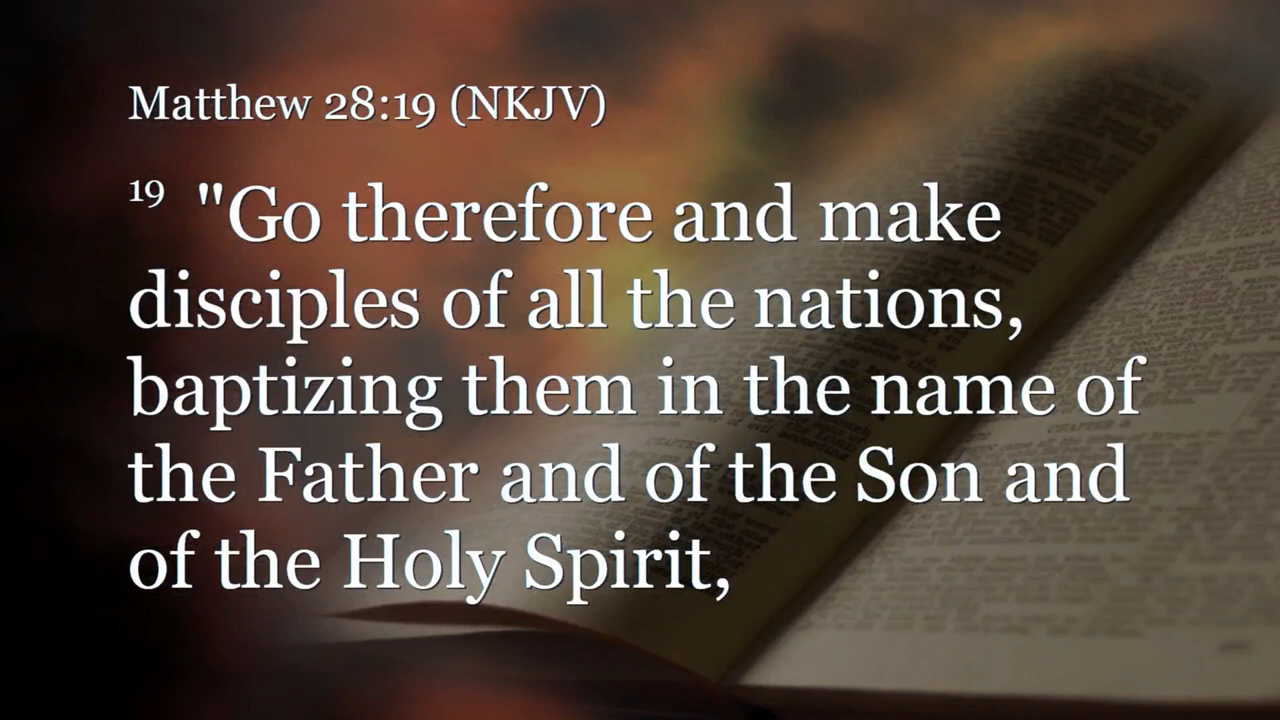 Matthew 28:19 (NKJV)
19 "Go therefore and make
disciples of all the nations,
baptizing them in the name of
the Father and of the Son and
of the Holy Spirit,